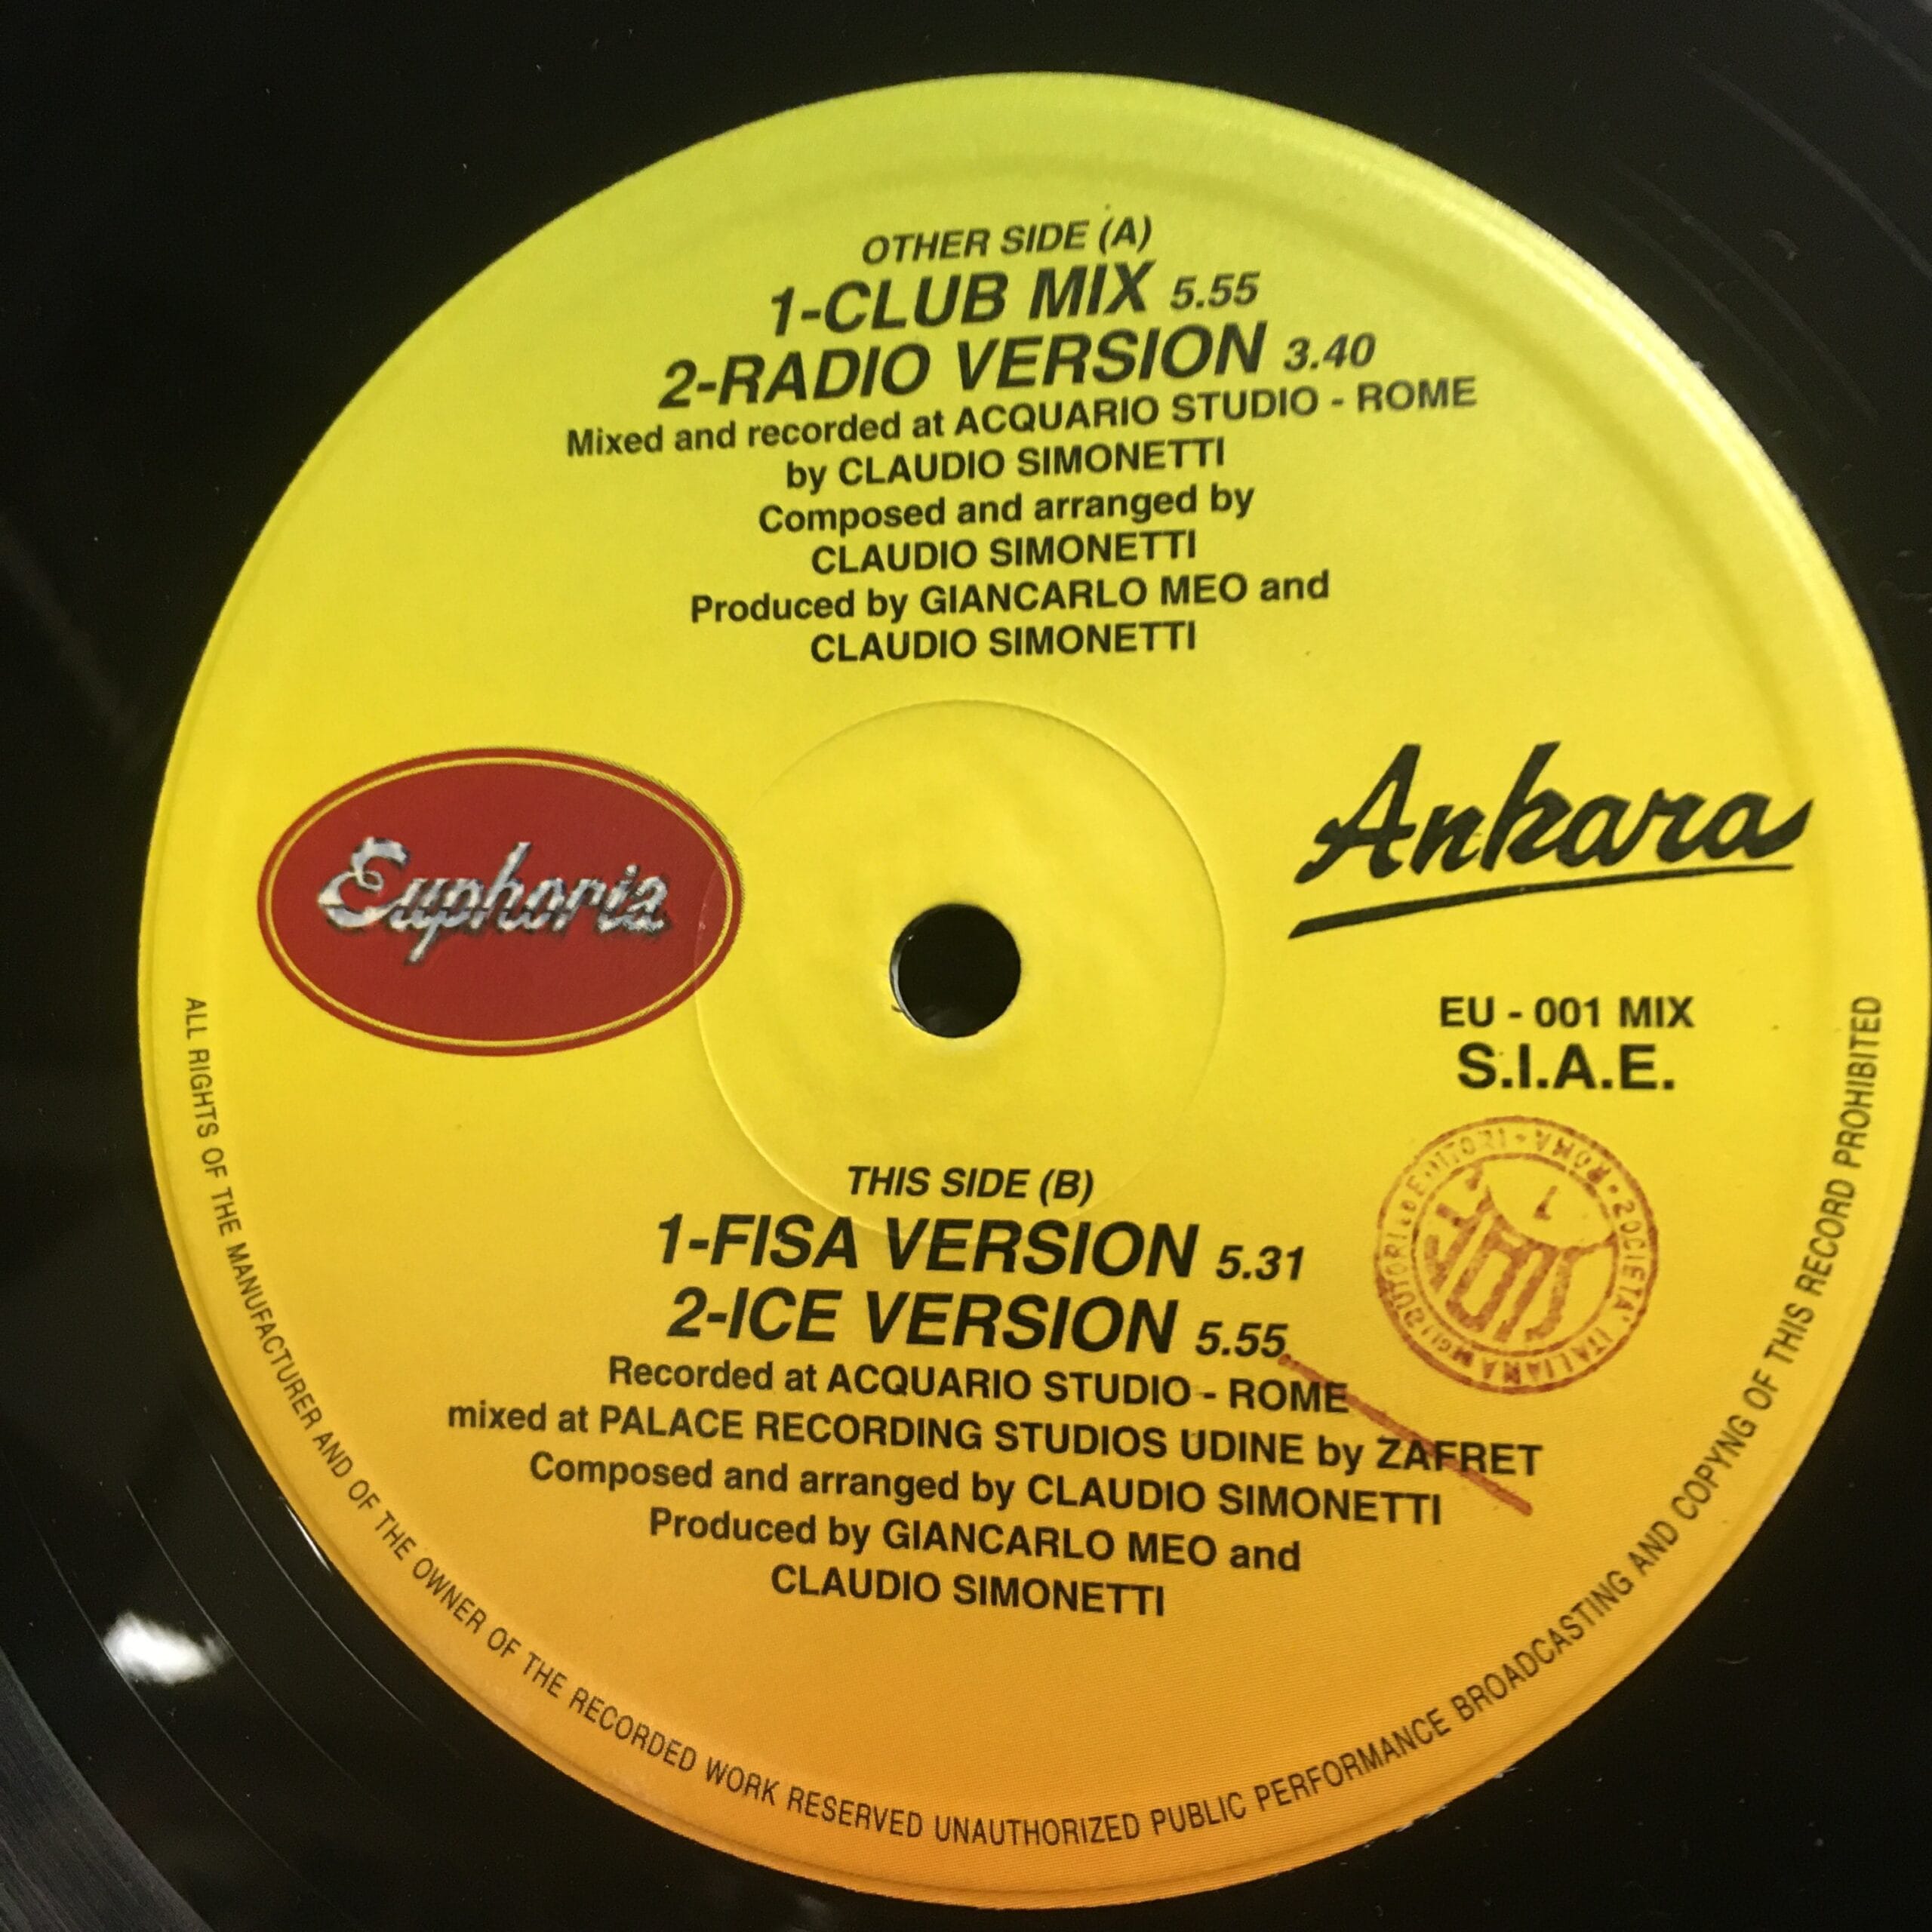 OTHER SIDE (A)
1-CLUB MIX 5.55
2-RADIO VERSION 3.40
Mixed and recorded at ACQUARIO STUDIO - ROME
by CLAUDIO SIMONETTI
Composed and arranged by
CLAUDIO SIMONETTI
Produced by GIANCARLO MEO and
CLAUDIO SIMONETTI
Euphoria
Ankara
EU - 001 MIX
S.I.A.E.
THIS SIDE (B)
1-FISA VERSION 5.31
2-ICE VERSION 5.55
Recorded at ACQUARIO STUDIO - ROME
mixed at PALACE RECORDING STUDIOS UDINE by ZAFRET
Composed and arranged by CLAUDIO SIMONETTI
Produced by GIANCARLO MEO and
CLAUDIO SIMONETTI
ALL RIGHTS OF THE MANUFACTURER AND OF THE OWNER OF THE RECORDED WORK RESERVED UNAUTHORIZED PUBLIC PERFORMANCE BROADCASTING AND COPYNG OF THIS RECORD PROHIBITED
ROMA
ITALIANA